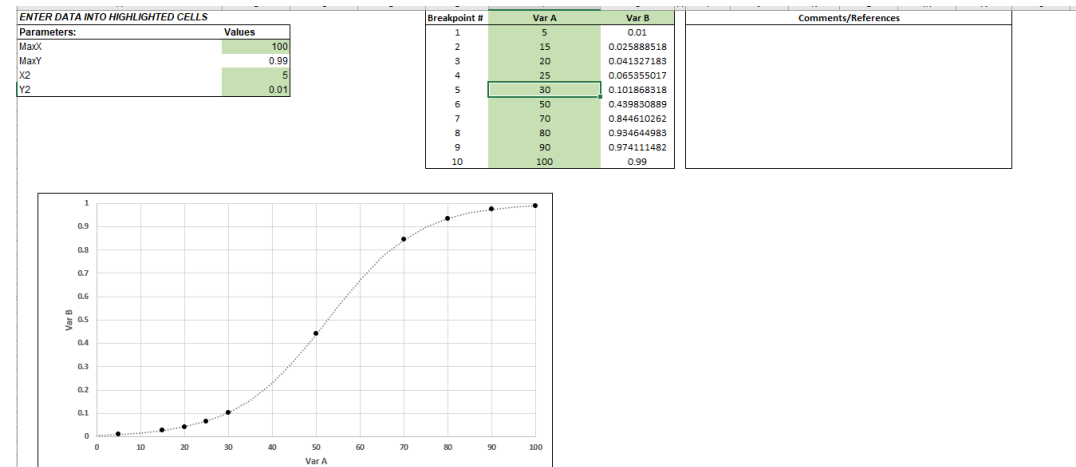 ENTER DATA INTO HIGHLIGHTED CELLS
Parameters: Values
MaxX 100
MaxY 0.99
X2 5
Y2 0.01
Breakpoint # Var A Var B
1 5 0.01
2 15 0.025888518
3 20 0.041327183
4 25 0.065355017
5 30 0.101868318
6 50 0.439830889
7 70 0.844610262
8 80 0.934644983
9 90 0.974111482
10 100 0.99
Comments/References
1
0.9
0.8
0.7
0.6
0.5
0.4
0.3
0.2
0.1
0
Var B
0 10 20 30 40 50 60 70 80 90 100
Var A